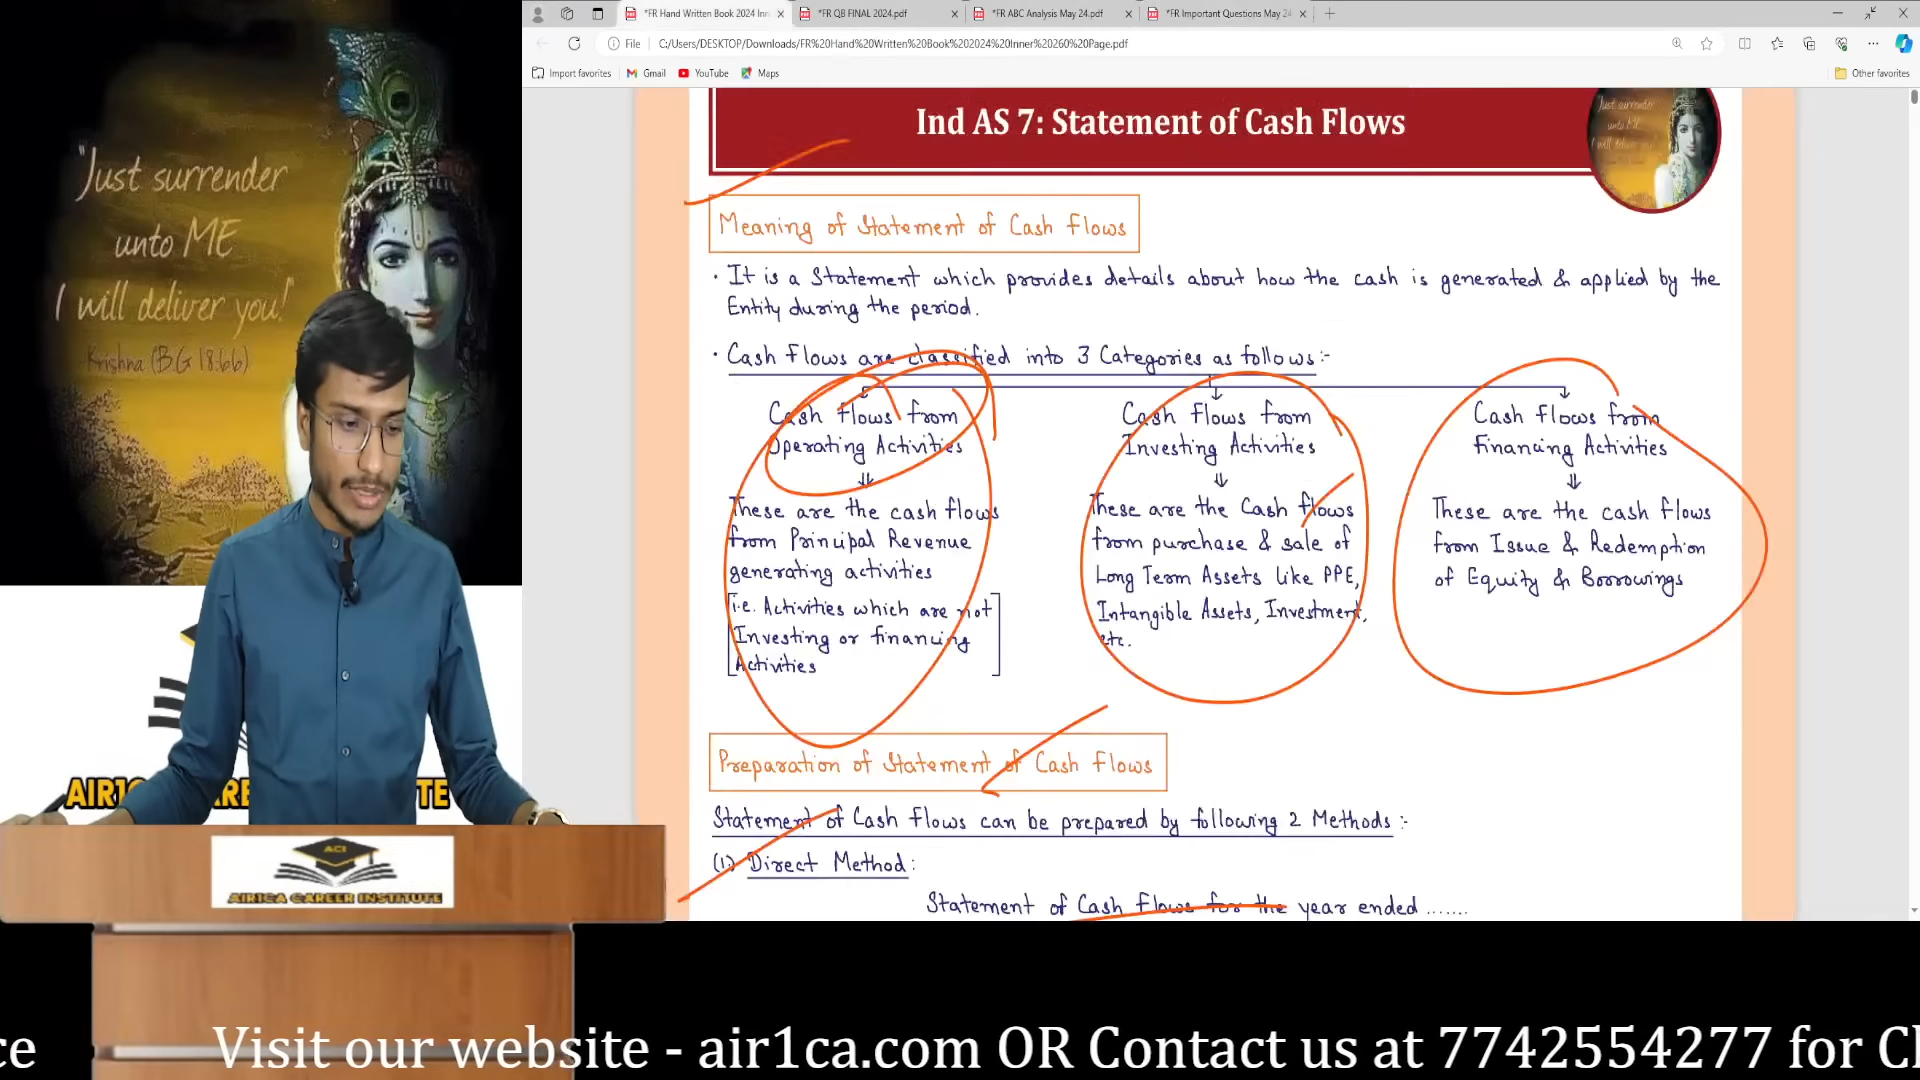 *FR Hand Written Book 2024 Inn
*FR QB FINAL 2024.pdf
*FR ABC Analysis May 24.pdf
*FR Important Questions May 24
File
C:/Users/DESKTOP/Downloads/FR%20Hand%20Written%20Book%202024%20Inner%20260%20Page.pdf
Import favorites
Gmail
YouTube
Maps
Other favorites
Ind AS 7: Statement of Cash Flows
"Just surrender
unto ME
I will deliver you!"
Krishna (B.G 18.66)
Meaning of Statement of Cash Flows
· It is a Statement which provides details about how the cash is generated & applied by the
Entity during the period.
· Cash Flows are classified into 3 Categories as follows:-
Cash flows from
Operating Activities
These are the cash flows
from Principal Revenue
generating activities
[i.e. Activities which are not
Investing or financing
Activities]
Cash flows from
Investing Activities
These are the Cash flows
from purchase & sale of
Long Term Assets like PPE,
Intangible Assets, Investment,
etc.
Cash flows from
Financing Activities
These are the cash flows
from Issue & Redemption
of Equity & Borrowings
Preparation of Statement of Cash Flows
Statement of Cash flows can be prepared by following 2 Methods :-
(1) Direct Method:
Statement of Cash Flows for the year ended .......
ACI
AIR1CA CAREER INSTITUTE
ce
Visit our website - air1ca.com OR Contact us at 7742554277 for Cl